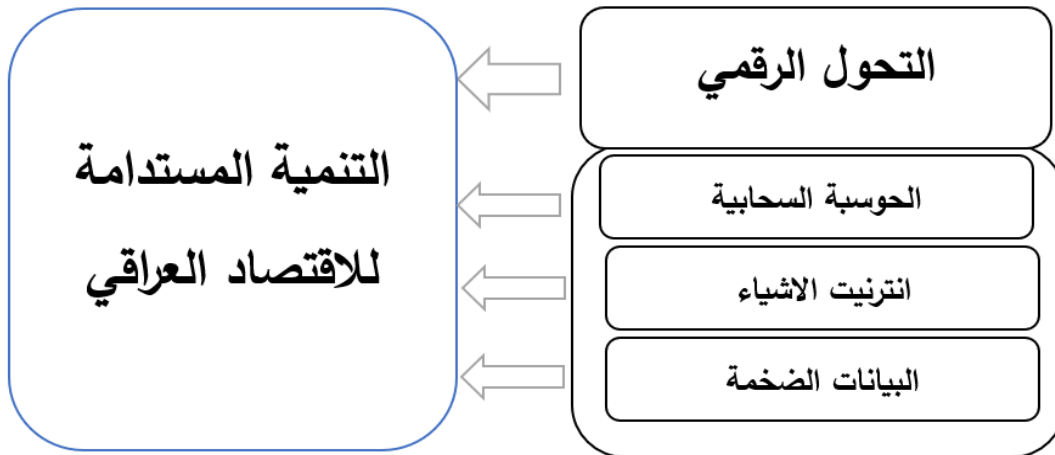 التحول الرقمي
الحوسبة السحابية
انترنيت الاشياء
البيانات الضخمة
التنمية المستدامة
للاقتصاد العراقي